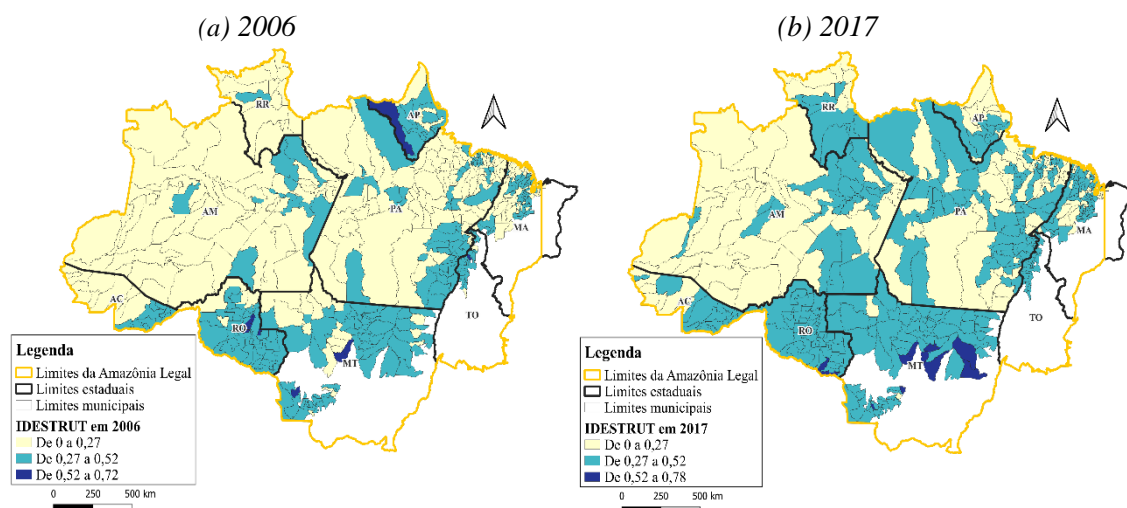 (a) 2006
RR
AP
AM
PA
MA
AC
RO
TO
MT
Legenda
Limites da Amazônia Legal
Limites estaduais
Limites municipais
IDESTRUT em 2006
De 0 a 0,27
De 0,27 a 0,52
De 0,52 a 0,72
0 250 500 km
(b) 2017
RR
AP
AM
PA
MA
AC
RO
TO
MT
Legenda
Limites da Amazônia Legal
Limites estaduais
Limites municipais
IDESTRUT em 2017
De 0 a 0,27
De 0,27 a 0,52
De 0,52 a 0,78
0 250 500 km